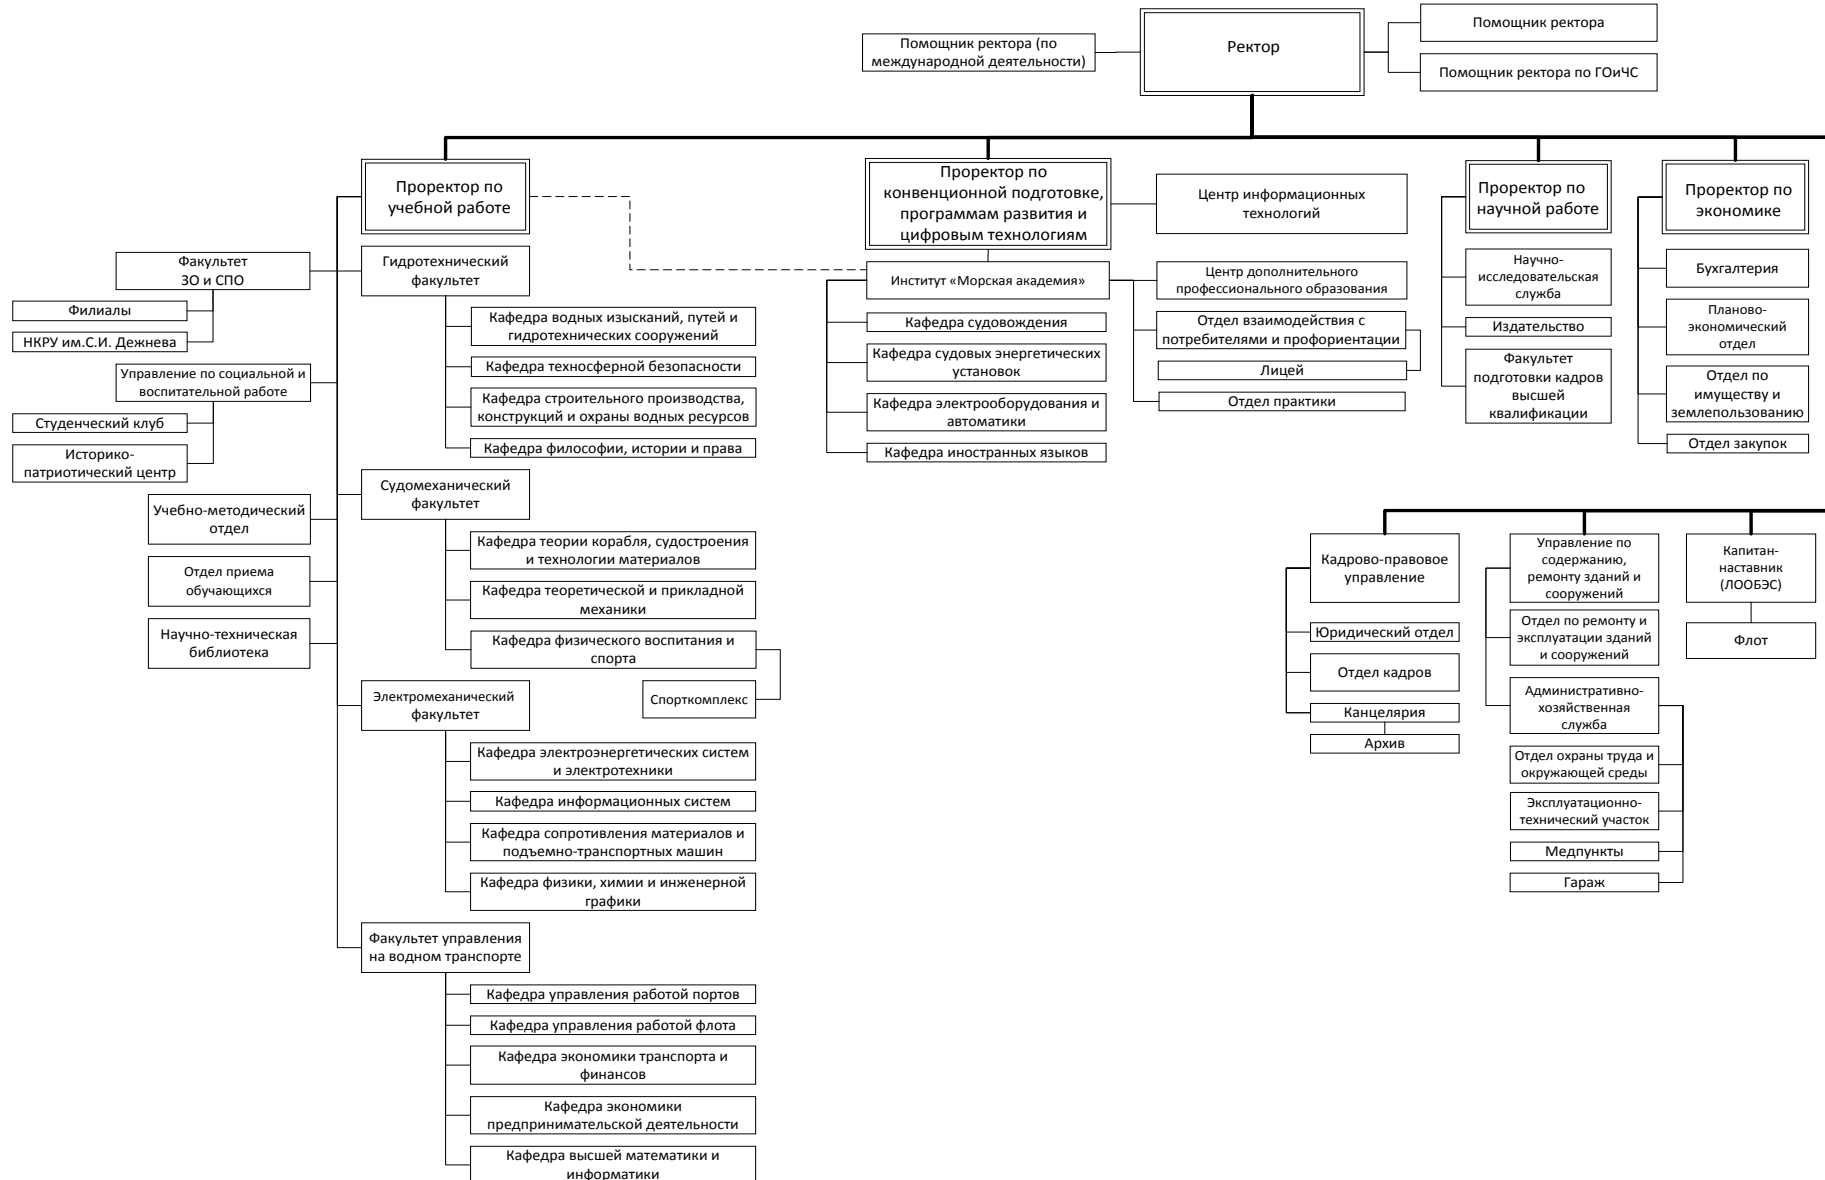 Помощник ректора (по
международной деятельности)
Ректор
Помощник ректора
Помощник ректора по ГОиЧС
Проректор по
учебной работе
Проректор по
конвенционной подготовке,
программам развития и
цифровым технологиям
Центр информационных
технологий
Проректор по
научной работе
Проректор по
экономике
Факультет
ЗО и СПО
Филиалы
НКРУ им.С.И. Дежнева
Управление по социальной и
воспитательной работе
Студенческий клуб
Историко-
патриотический центр
Учебно-методический
отдел
Отдел приема
обучающихся
Научно-техническая
библиотека
Гидротехнический
факультет
Кафедра водных изысканий, путей и
гидротехнических сооружений
Кафедра техносферной безопасности
Кафедра строительного производства,
конструкций и охраны водных ресурсов
Кафедра философии, истории и права
Судомеханический
факультет
Кафедра теории корабля, судостроения
и технологии материалов
Кафедра теоретической и прикладной
механики
Кафедра физического воспитания и
спорта
Спорткомплекс
Электромеханический
факультет
Кафедра электроэнергетических систем
и электротехники
Кафедра информационных систем
Кафедра сопротивления материалов и
подъемно-транспортных машин
Кафедра физики, химии и инженерной
графики
Факультет управления
на водном транспорте
Кафедра управления работой портов
Кафедра управления работой флота
Кафедра экономики транспорта и
финансов
Кафедра экономики
предпринимательской деятельности
Кафедра высшей математики и
информатики
Институт «Морская академия»
Кафедра судовождения
Кафедра судовых энергетических
установок
Кафедра электрооборудования и
автоматики
Кафедра иностранных языков
Центр дополнительного
профессионального образования
Отдел взаимодействия с
потребителями и профориентации
Лицей
Отдел практики
Научно-
исследовательская
служба
Издательство
Факультет
подготовки кадров
высшей
квалификации
Бухгалтерия
Планово-
экономический
отдел
Отдел по
имуществу и
землепользованию
Отдел закупок
Кадрово-правовое
управление
Юридический отдел
Отдел кадров
Канцелярия
Архив
Управление по
содержанию,
ремонту зданий и
сооружений
Отдел по ремонту и
эксплуатации зданий
и сооружений
Административно-
хозяйственная
служба
Отдел охраны труда и
окружающей среды
Эксплуатационно-
технический участок
Медпункты
Гараж
Капитан-
наставник
(ЛООБЭС)
Флот